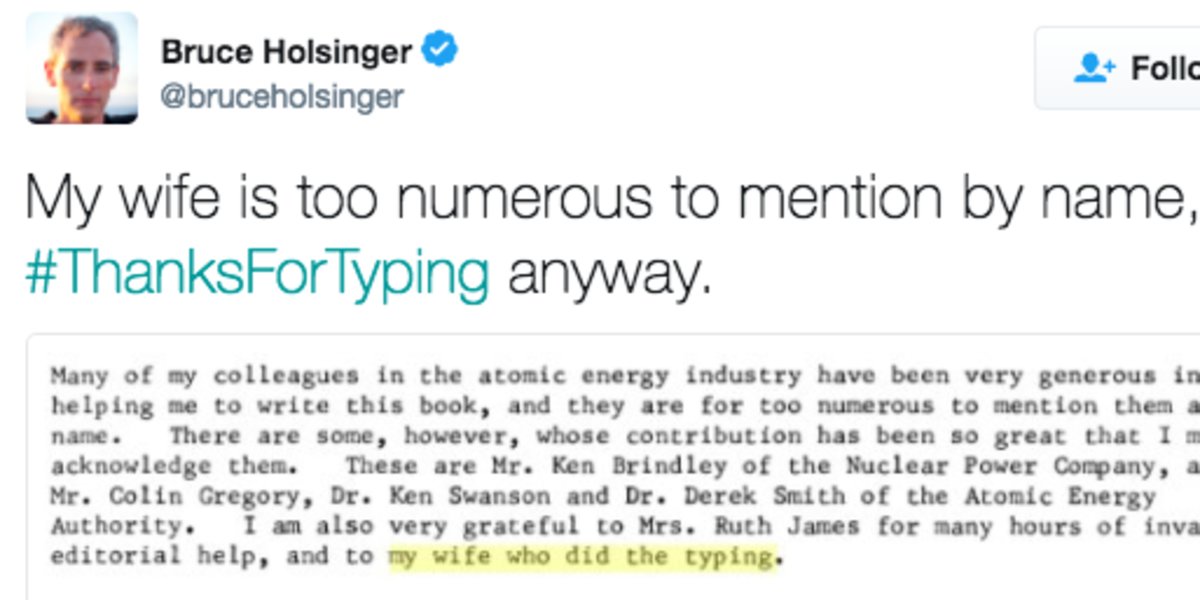 Bruce Holsinger
@bruceholsinger
Follo
My wife is too numerous to mention by name,
#ThanksForTyping anyway.
Many of my colleagues in the atomic energy industry have been very generous in
helping me to write this book, and they are for too numerous to mention them a
name. There are some, however, whose contribution has been so great that I m
acknowledge them. These are Mr. Ken Brindley of the Nuclear Power Company, a
Mr. Colin Gregory, Dr. Ken Swanson and Dr. Derek Smith of the Atomic Energy
Authority. I am also very grateful to Mrs. Ruth James for many hours of inva
editorial help, and to my wife who did the typing.